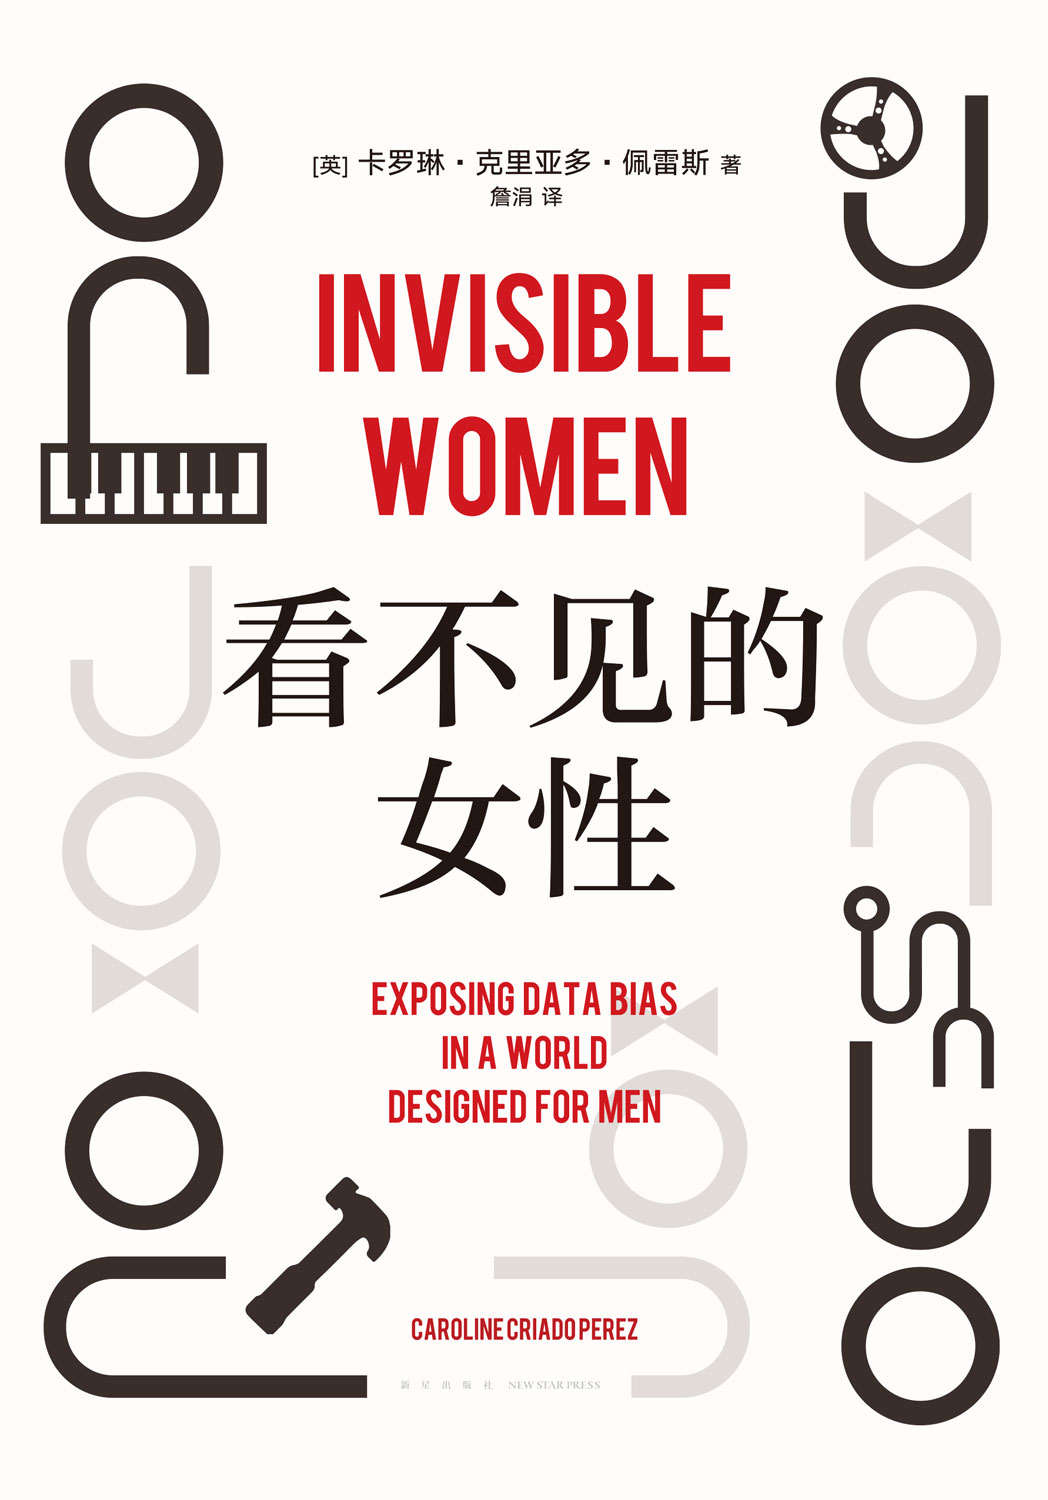 [英] 卡罗琳·克里亚多·佩雷斯 著
詹涓 译
INVISIBLE
WOMEN
看不见的
女性
EXPOSING DATA BIAS
IN A WORLD
DESIGNED FOR MEN
CAROLINE CRIADO PEREZ
新星出版社 NEW STAR PRESS